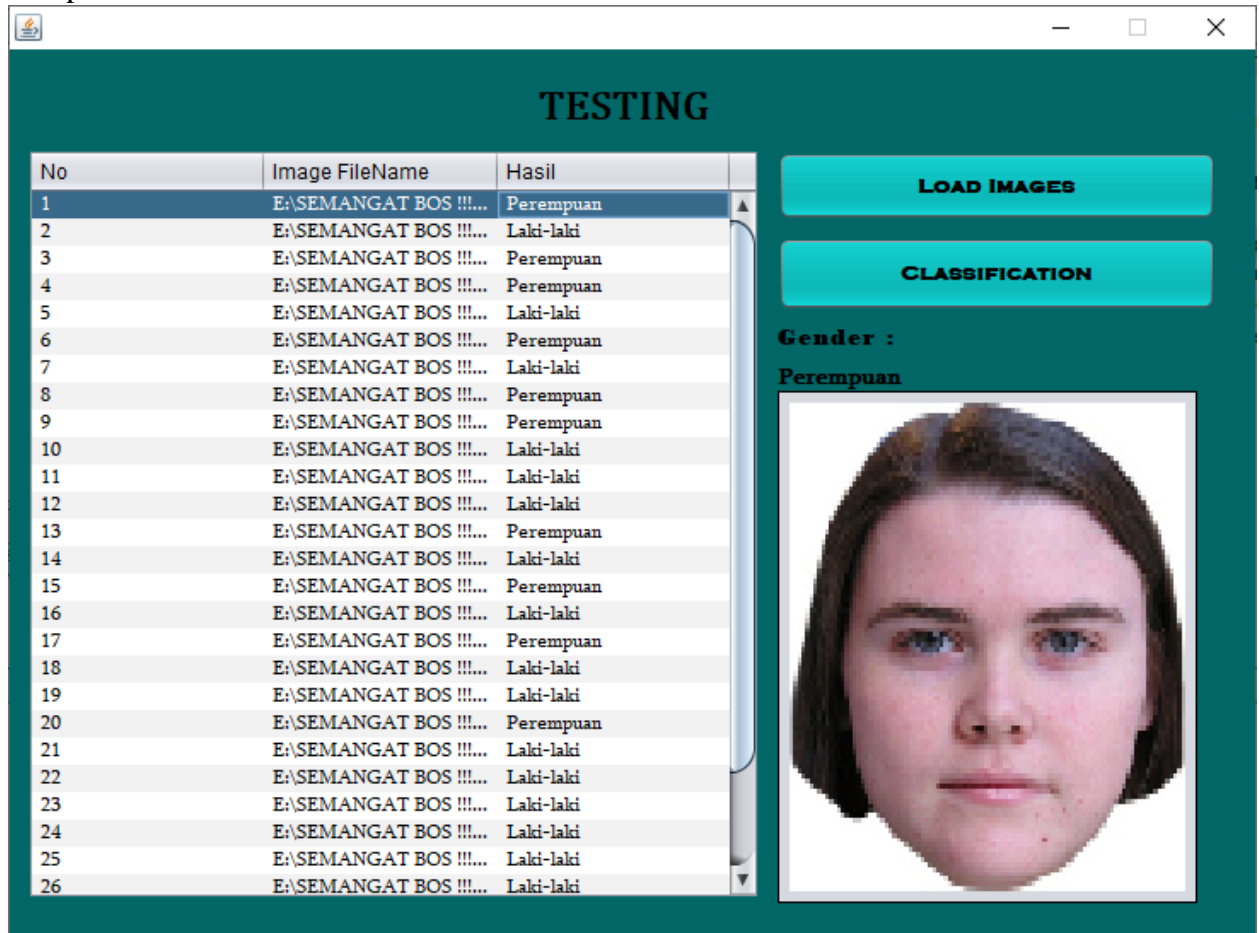 TESTING
No Image FileName Hasil
1 E:\SEMANGAT BOS !!!... Perempuan
2 E:\SEMANGAT BOS !!!... Laki-laki
3 E:\SEMANGAT BOS !!!... Perempuan
4 E:\SEMANGAT BOS !!!... Perempuan
5 E:\SEMANGAT BOS !!!... Laki-laki
6 E:\SEMANGAT BOS !!!... Perempuan
7 E:\SEMANGAT BOS !!!... Laki-laki
8 E:\SEMANGAT BOS !!!... Perempuan
9 E:\SEMANGAT BOS !!!... Perempuan
10 E:\SEMANGAT BOS !!!... Laki-laki
11 E:\SEMANGAT BOS !!!... Laki-laki
12 E:\SEMANGAT BOS !!!... Laki-laki
13 E:\SEMANGAT BOS !!!... Perempuan
14 E:\SEMANGAT BOS !!!... Laki-laki
15 E:\SEMANGAT BOS !!!... Perempuan
16 E:\SEMANGAT BOS !!!... Laki-laki
17 E:\SEMANGAT BOS !!!... Perempuan
18 E:\SEMANGAT BOS !!!... Laki-laki
19 E:\SEMANGAT BOS !!!... Laki-laki
20 E:\SEMANGAT BOS !!!... Perempuan
21 E:\SEMANGAT BOS !!!... Laki-laki
22 E:\SEMANGAT BOS !!!... Laki-laki
23 E:\SEMANGAT BOS !!!... Laki-laki
24 E:\SEMANGAT BOS !!!... Laki-laki
25 E:\SEMANGAT BOS !!!... Laki-laki
26 E:\SEMANGAT BOS !!!... Laki-laki
LOAD IMAGES
CLASSIFICATION
Gender :
Perempuan